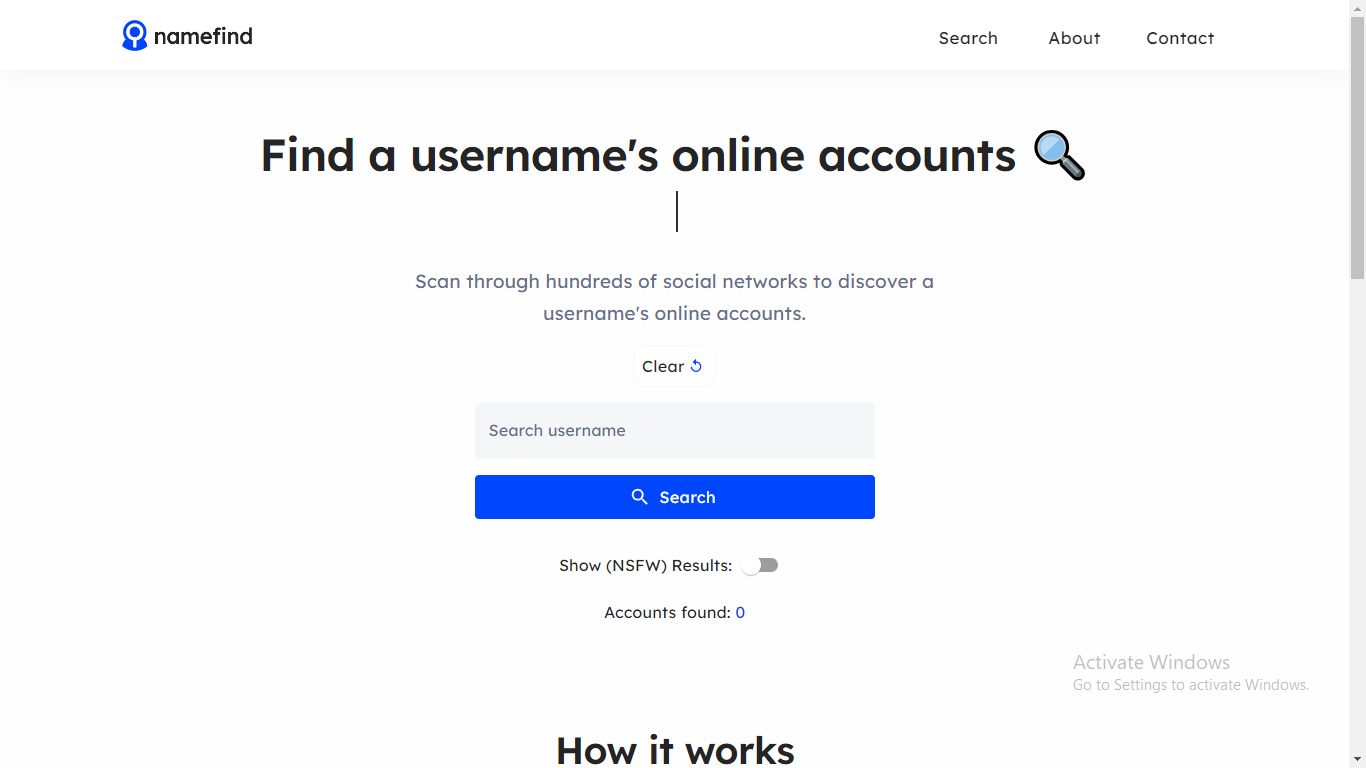 namefind
Search About Contact
Find a username's online accounts 🔍
Scan through hundreds of social networks to discover a
username's online accounts.
Clear
Search username
Search
Show (NSFW) Results:
Accounts found: 0
Activate Windows
Go to Settings to activate Windows.
How it works